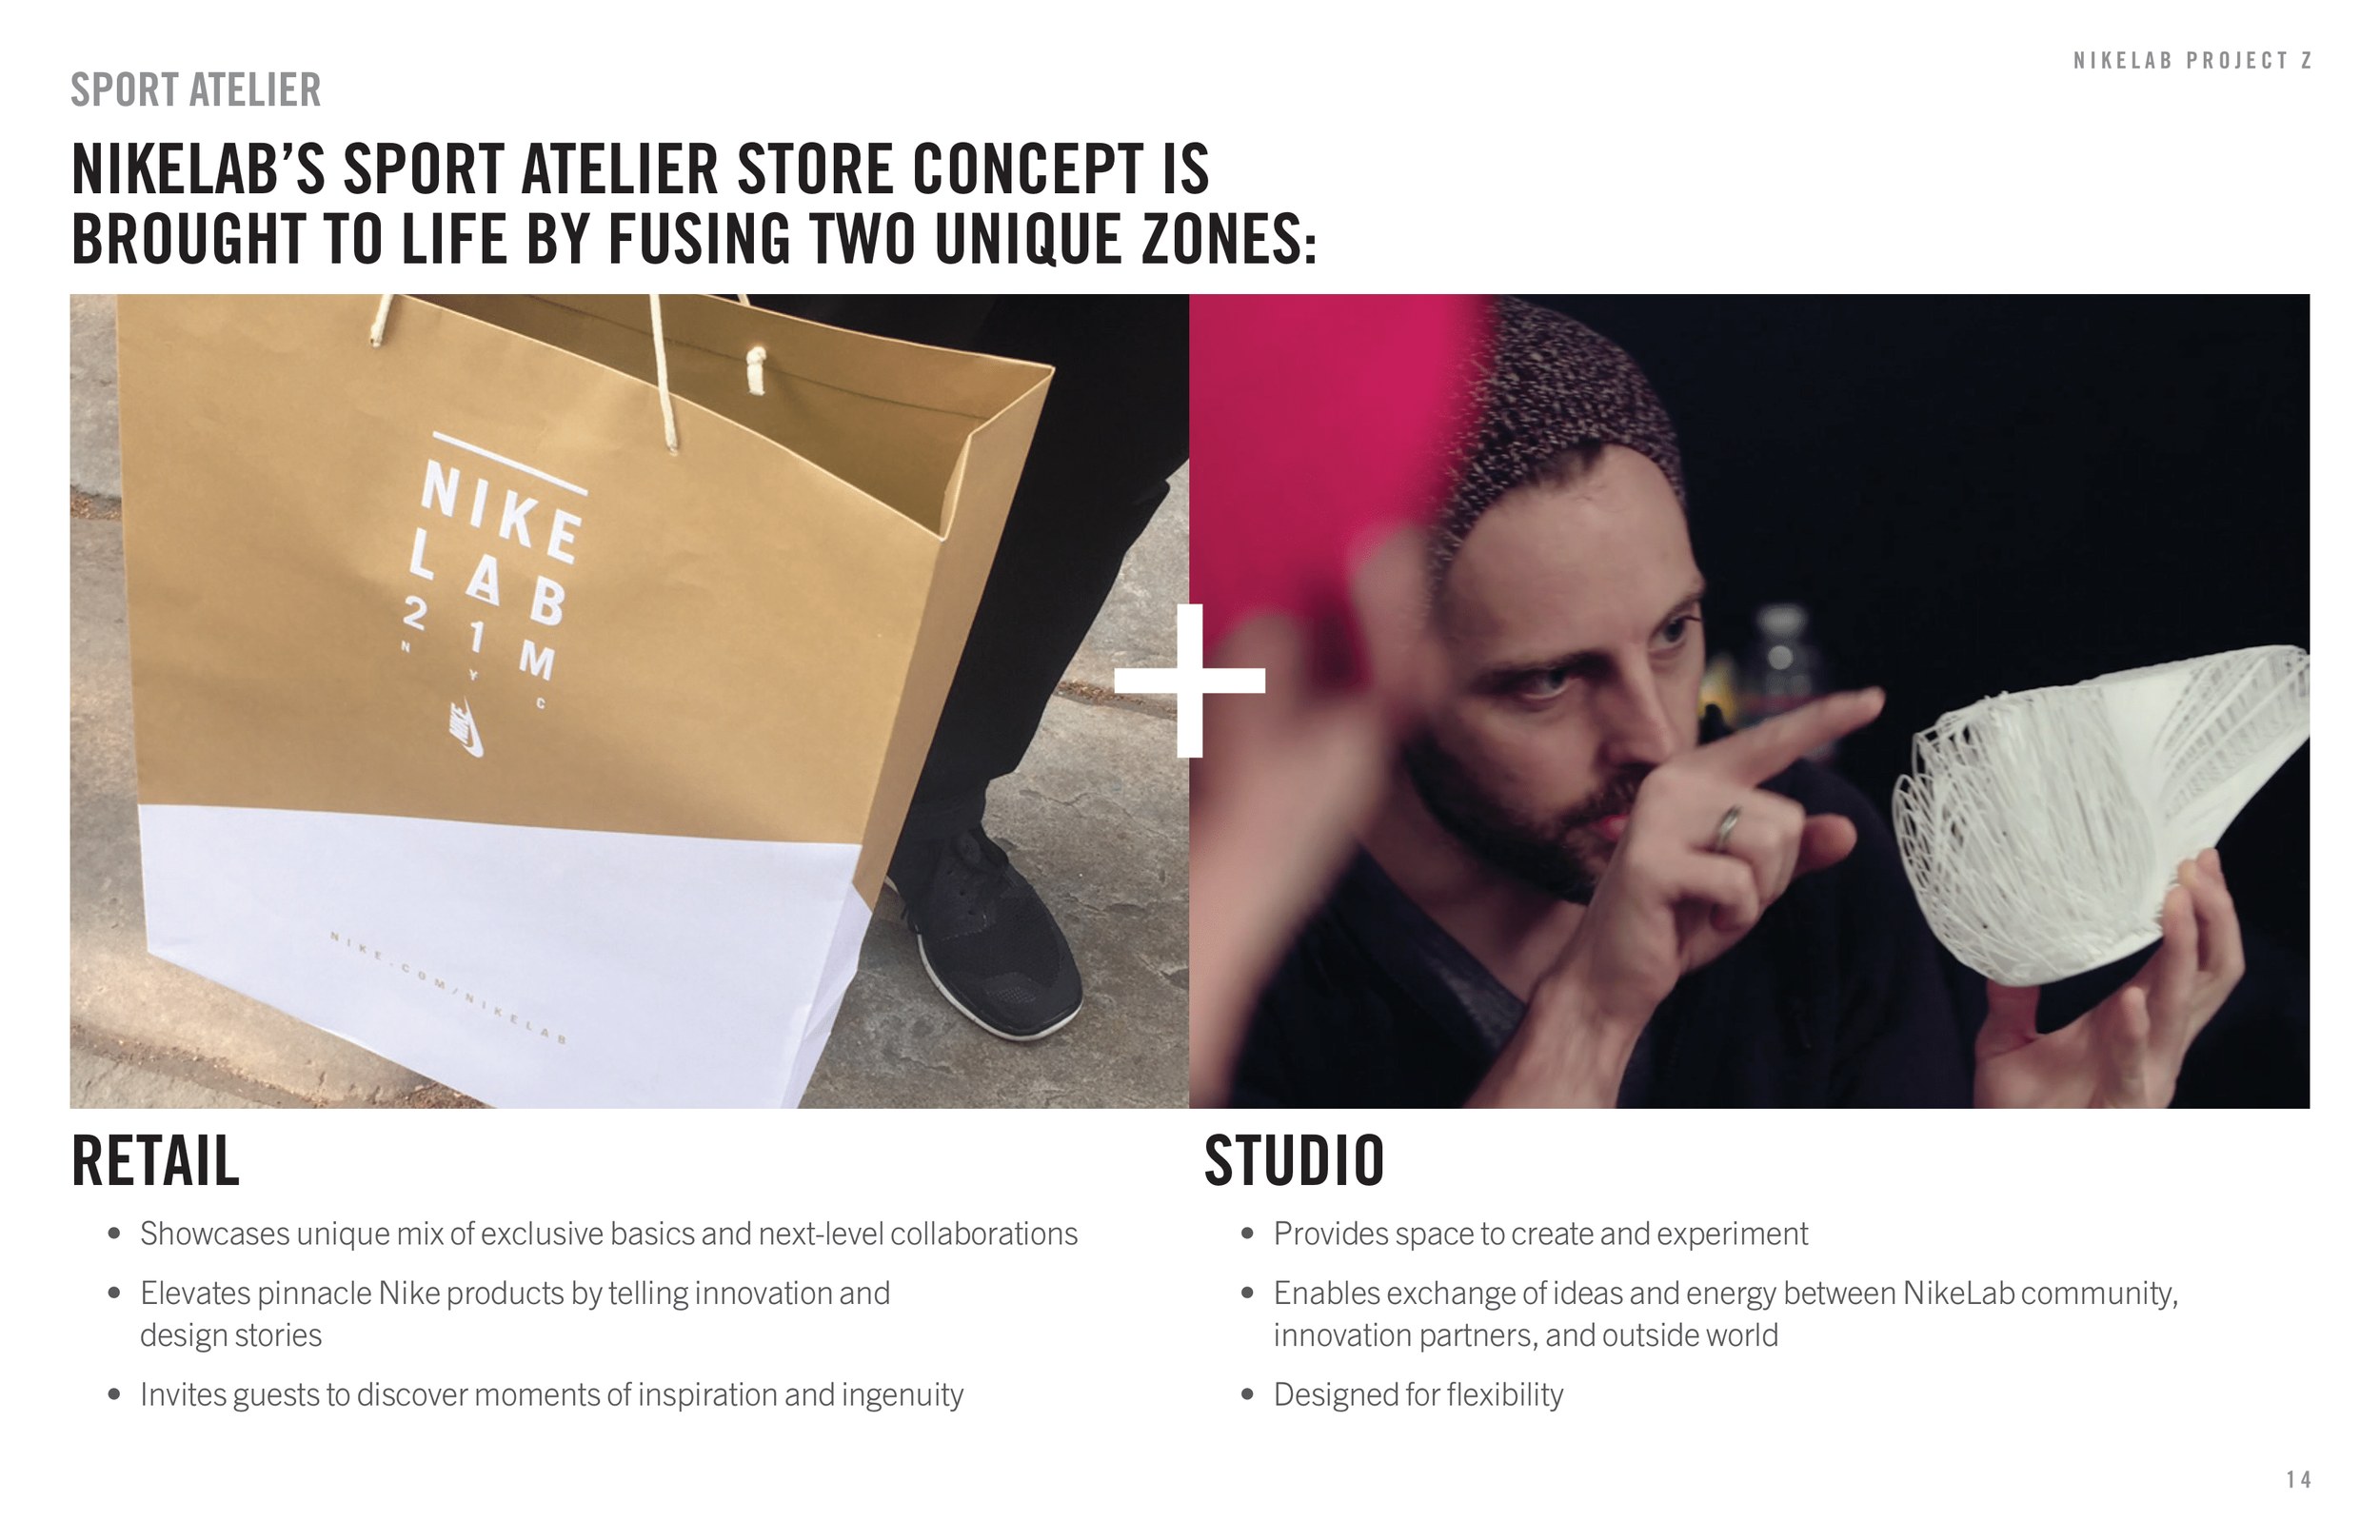 NIKELAB PROJECT Z
SPORT ATELIER
NIKELAB’S SPORT ATELIER STORE CONCEPT IS
BROUGHT TO LIFE BY FUSING TWO UNIQUE ZONES:
NIKE
LAB
21M
NYC
NIKE
NIKE.COM/NIKELAB
RETAIL
• Showcases unique mix of exclusive basics and next-level collaborations
• Elevates pinnacle Nike products by telling innovation and
design stories
• Invites guests to discover moments of inspiration and ingenuity
STUDIO
• Provides space to create and experiment
• Enables exchange of ideas and energy between NikeLab community,
innovation partners, and outside world
• Designed for flexibility
14